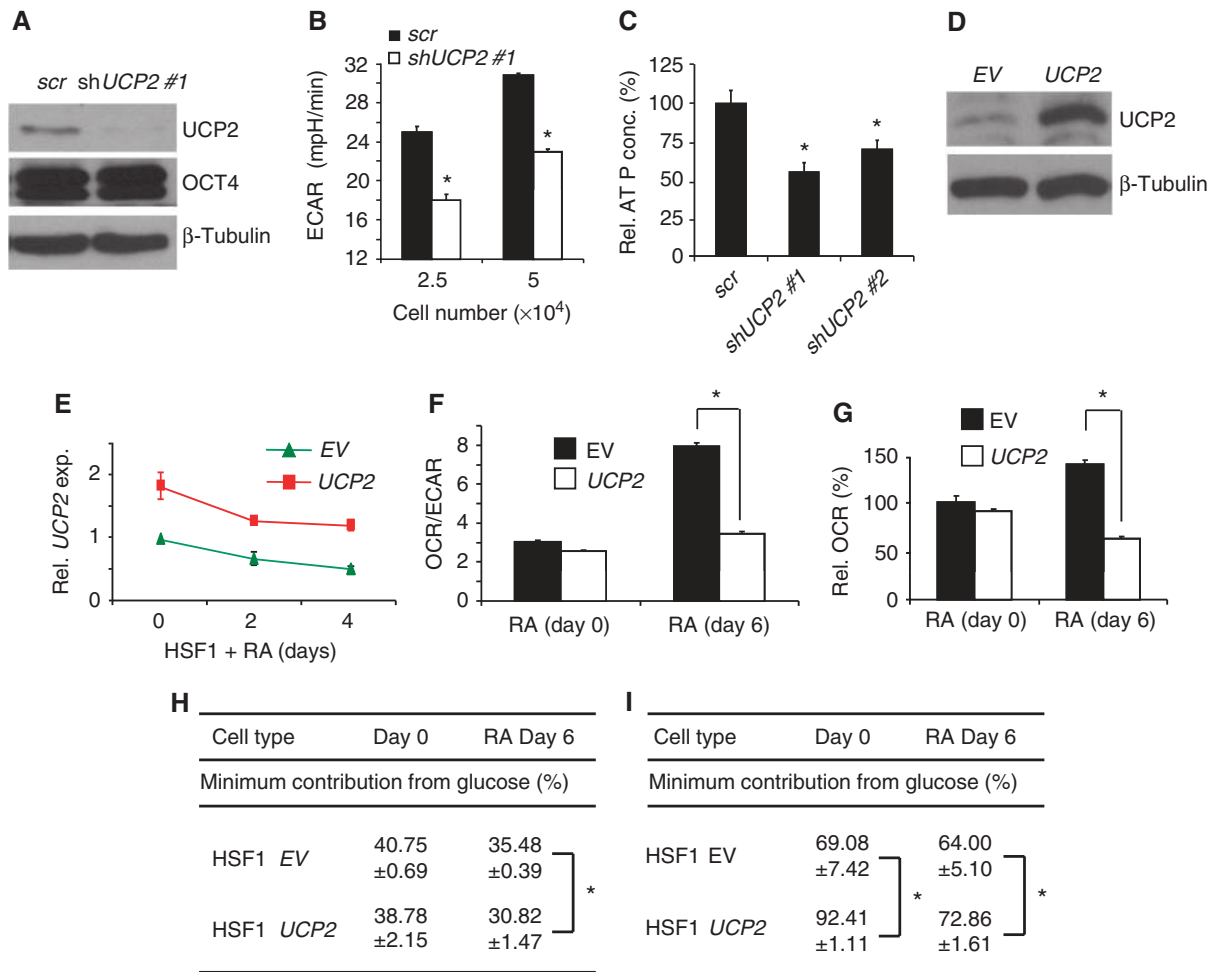 A
scr shUCP2 #1
UCP2
OCT4
β-Tubulin
B
scr
shUCP2 #1
ECAR (mpH/min)
32
28
24
20
16
12
2.5 5
Cell number (×10⁴)
C
Rel. AT P conc. (%)
125
100
75
50
25
0
* *
scr shUCP2 #1 shUCP2 #2
D
EV UCP2
UCP2
β-Tubulin
E
Rel. UCP2 exp.
2
1
0
EV
UCP2
0 2 4
HSF1 + RA (days)
F
OCR/ECAR
8
6
4
2
0
EV
UCP2
*
RA (day 0) RA (day 6)
G
Rel. OCR (%)
150
100
50
0
EV
UCP2
*
RA (day 0) RA (day 6)
H
Cell type Day 0 RA Day 6
Minimum contribution from glucose (%)
HSF1 EV 40.75 35.48
±0.69 ±0.39
*
HSF1 UCP2 38.78 30.82
±2.15 ±1.47
I
Cell type Day 0 RA Day 6
Minimum contribution from glucose (%)
HSF1 EV 69.08 64.00
±7.42 ±5.10
* *
HSF1 UCP2 92.41 72.86
±1.11 ±1.61